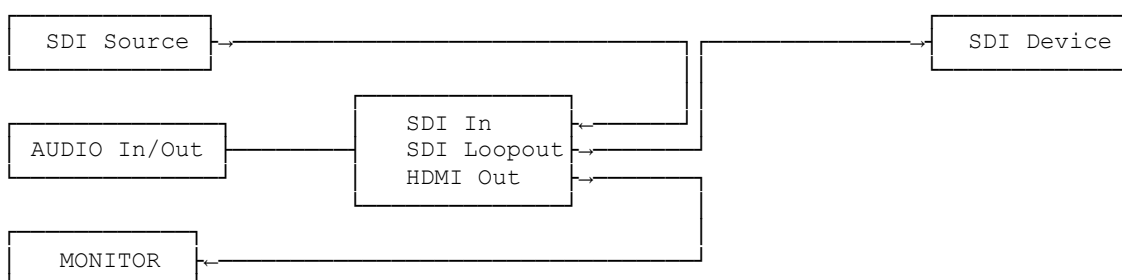 SDI Source
SDI Device
SDI In
AUDIO In/Out
SDI Loopout
HDMI Out
MONITOR